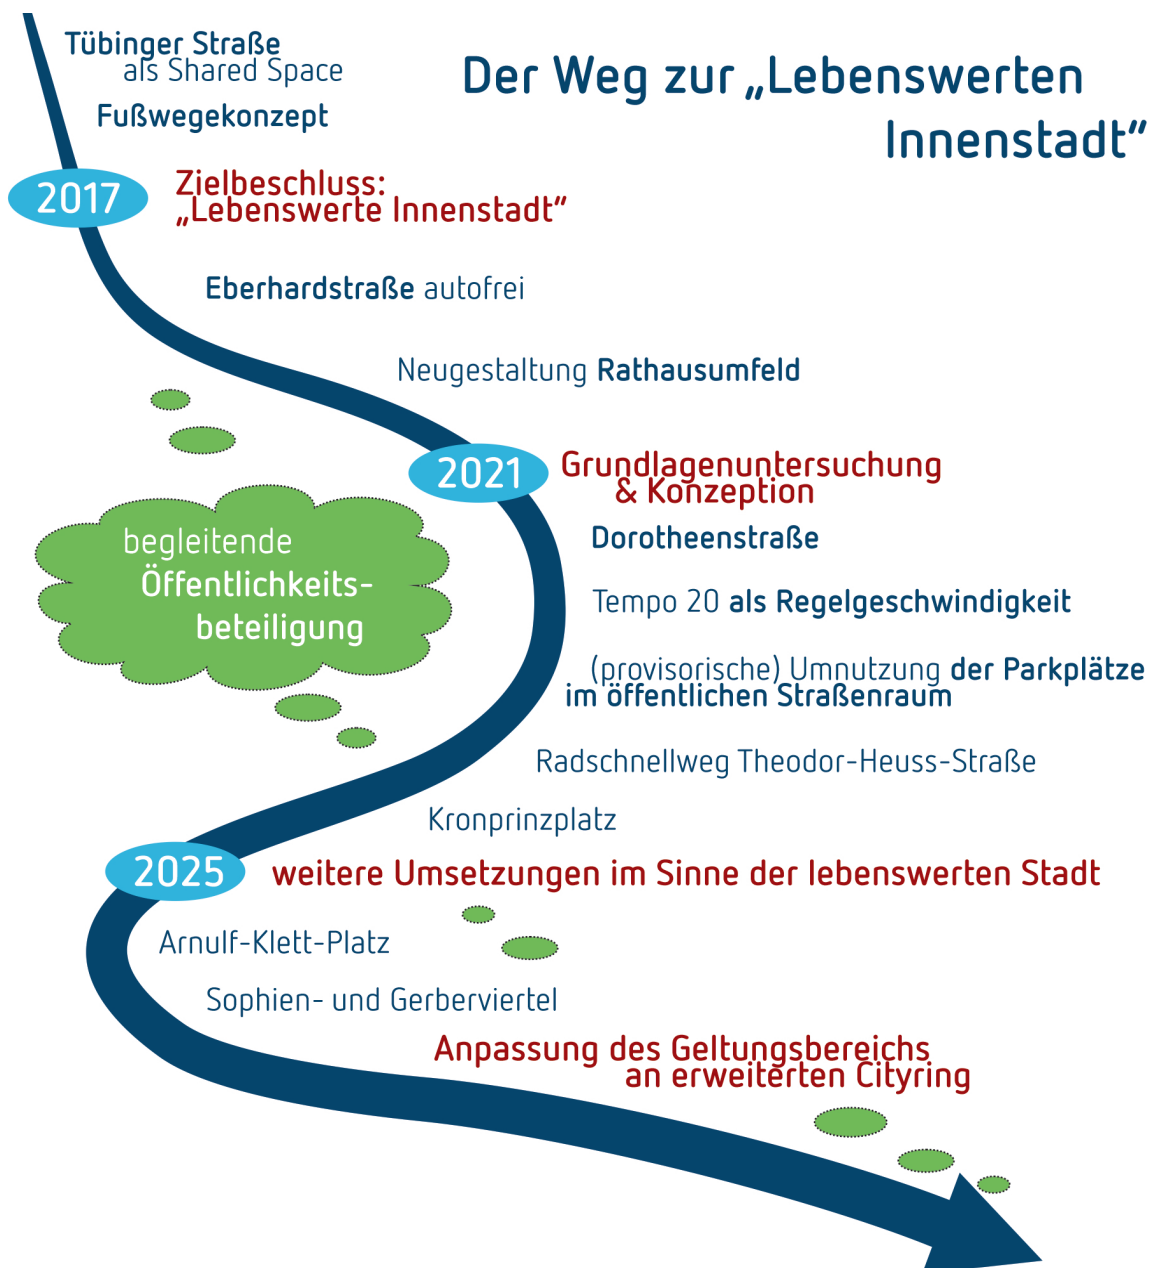 Tübinger Straße
als Shared Space
Der Weg zur „Lebenswerten
Innenstadt“
Fußwegekonzept
2017
Zielbeschluss:
„Lebenswerte Innenstadt“
Eberhardstraße autofrei
Neugestaltung Rathausumfeld
2021
Grundlagenuntersuchung
& Konzeption
Dorotheenstraße
begleitende
Öffentlichkeits-
beteiligung
Tempo 20 als Regelgeschwindigkeit
(provisorische) Umnutzung der Parkplätze
im öffentlichen Straßenraum
Radschnellweg Theodor-Heuss-Straße
Kronprinzplatz
2025
weitere Umsetzungen im Sinne der lebenswerten Stadt
Arnulf-Klett-Platz
Sophien- und Gerberviertel
Anpassung des Geltungsbereichs
an erweiterten Cityring